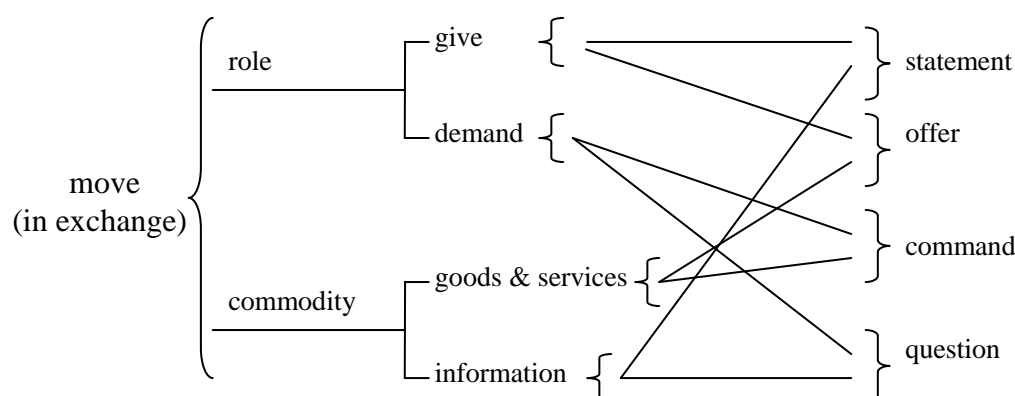 give
statement
role
offer
demand
move
(in exchange)
command
goods & services
commodity
question
information